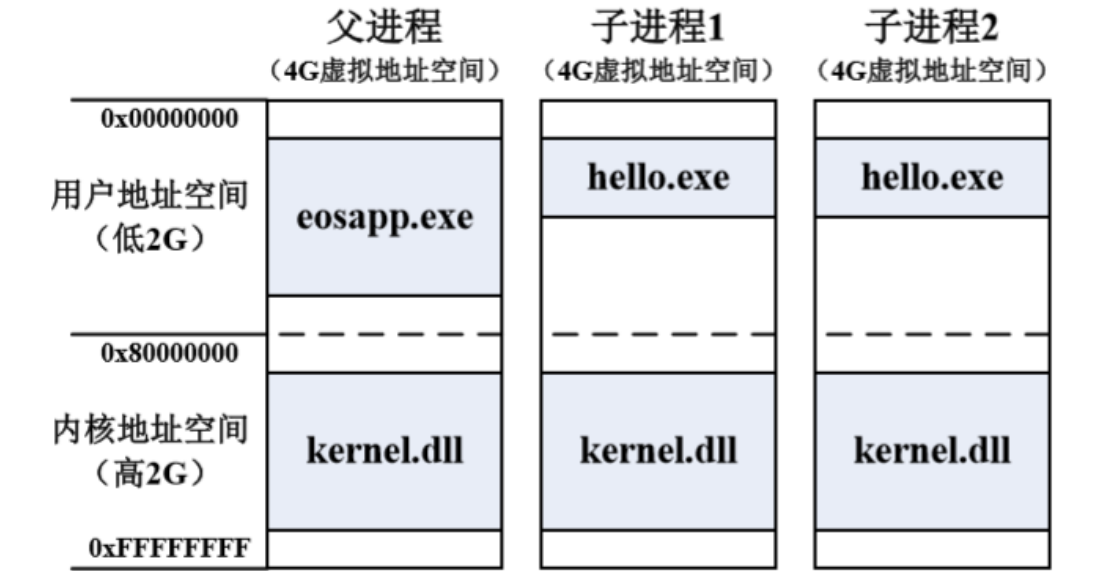 父进程
（4G虚拟地址空间）
子进程1
（4G虚拟地址空间）
子进程2
（4G虚拟地址空间）
0x00000000
用户地址空间
（低2G）
0x80000000
内核地址空间
（高2G）
0xFFFFFFFF
eosapp.exe
kernel.dll
hello.exe
kernel.dll
hello.exe
kernel.dll